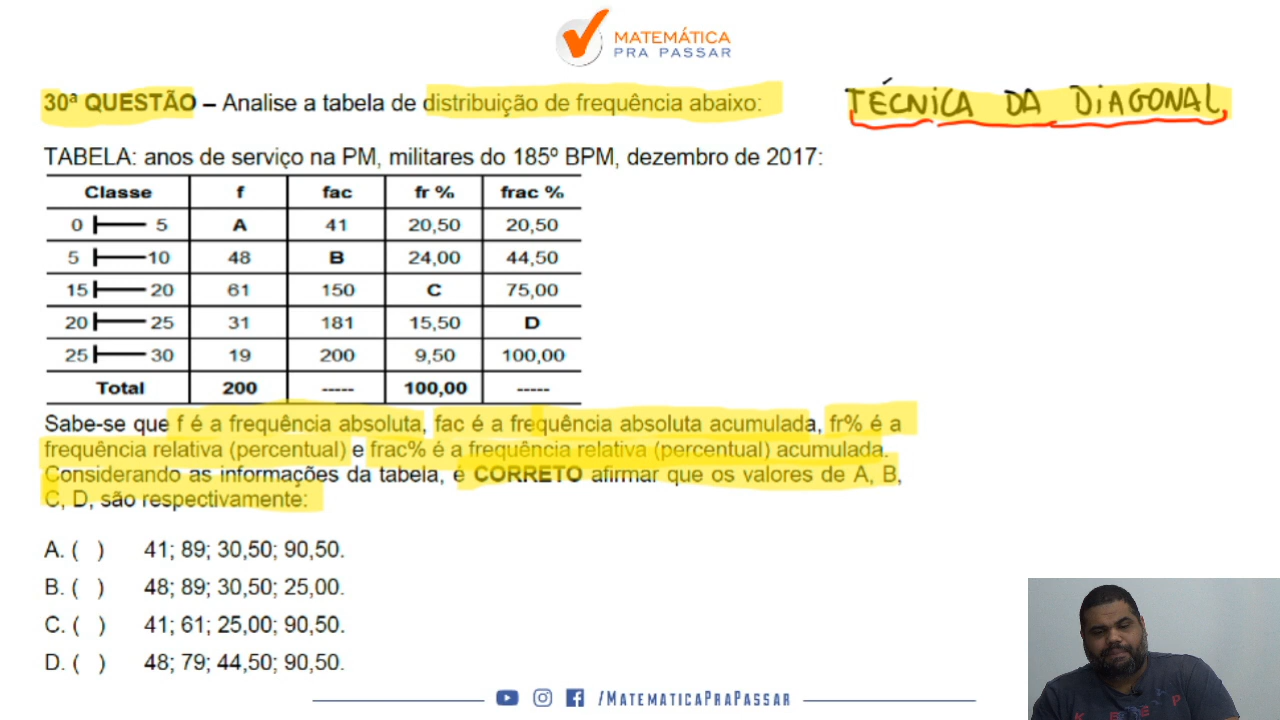 MATEMÁTICA
PRA PASSAR
30ª QUESTÃO – Analise a tabela de distribuição de frequência abaixo:
TÉCNICA DA DIAGONAL
TABELA: anos de serviço na PM, militares do 185º BPM, dezembro de 2017:
Classe f fac fr % frac %
0 5 A 41 20,50 20,50
5 10 48 B 24,00 44,50
15 20 61 150 C 75,00
20 25 31 181 15,50 D
25 30 19 200 9,50 100,00
Total 200 ----- 100,00 -----
Sabe-se que f é a frequência absoluta, fac é a frequência absoluta acumulada, fr% é a
frequência relativa (percentual) e frac% é a frequência relativa (percentual) acumulada.
Considerando as informações da tabela, é CORRETO afirmar que os valores de A, B,
C, D, são respectivamente:
A. ( ) 41; 89; 30,50; 90,50.
B. ( ) 48; 89; 30,50; 25,00.
C. ( ) 41; 61; 25,00; 90,50.
D. ( ) 48; 79; 44,50; 90,50.
/MATEMATICAPRAPASSAR